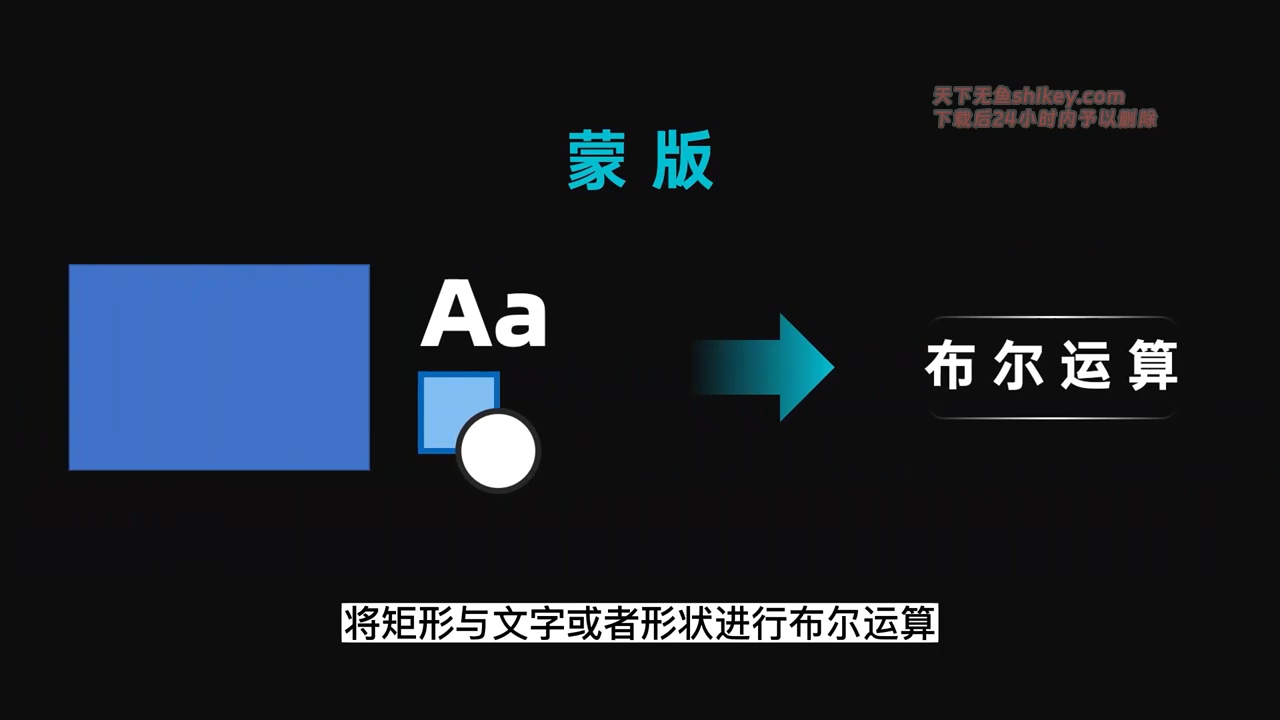 天下无鱼shikey.com
下载后24小时内予以删除
蒙版
Aa
布尔运算
将矩形与文字或者形状进行布尔运算